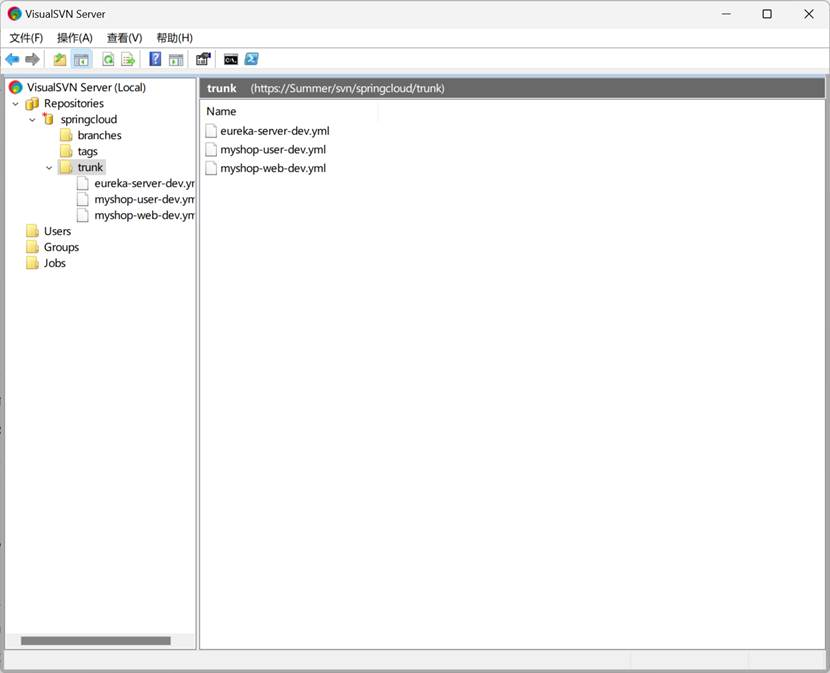 VisualSVN Server
文件(F) 操作(A) 查看(V) 帮助(H)
VisualSVN Server (Local)
Repositories
springcloud
branches
tags
trunk
eureka-server-dev.yr
myshop-user-dev.ym
myshop-web-dev.ym
Users
Groups
Jobs
trunk (https://Summer/svn/springcloud/trunk)
Name
eureka-server-dev.yml
myshop-user-dev.yml
myshop-web-dev.yml